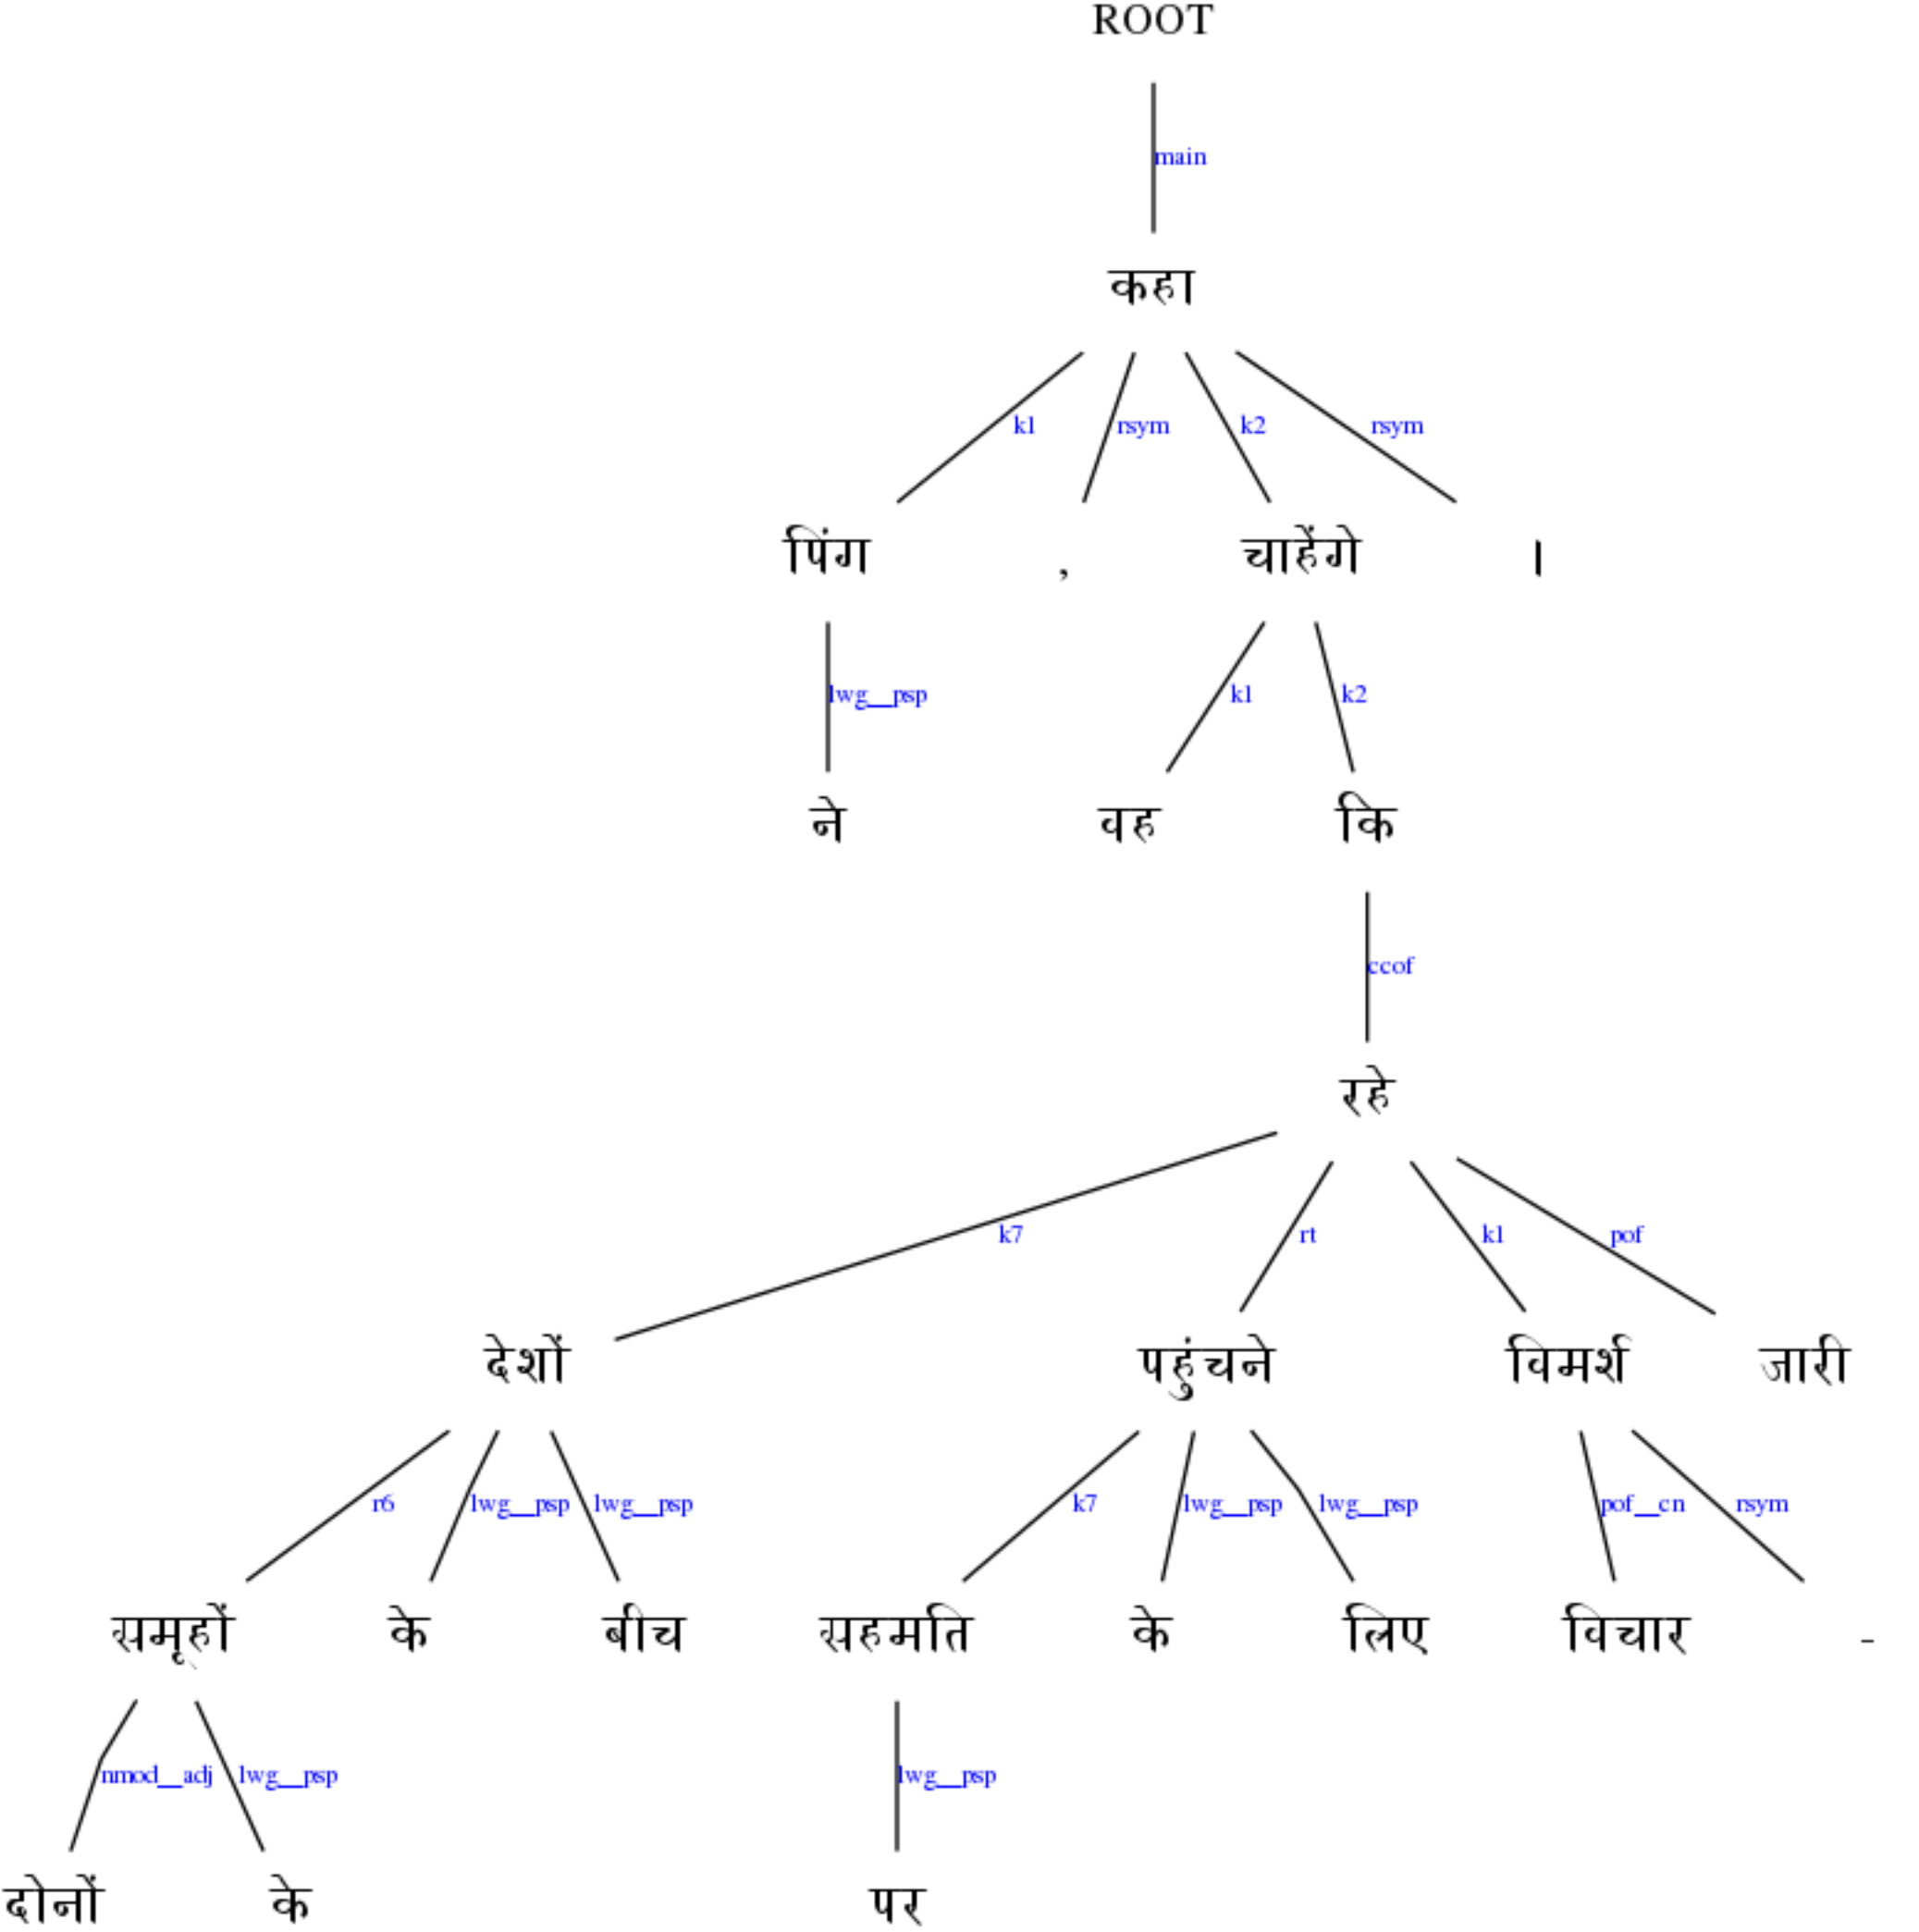 ROOT
main
कहा
k1 rsym k2 rsym
पिंग , चाहेंगे ।
lwg__psp k1 k2
ने वह कि
ccof
रहे
k7 rt k1 pof
देशों पहुंचने विमर्श जारी
r6 lwg__psp lwg__psp k7 lwg__psp lwg__psp pof__cn rsym
समूहों के बीच सहमति के लिए विचार -
nmod__adj lwg__psp lwg__psp
दोनों के पर